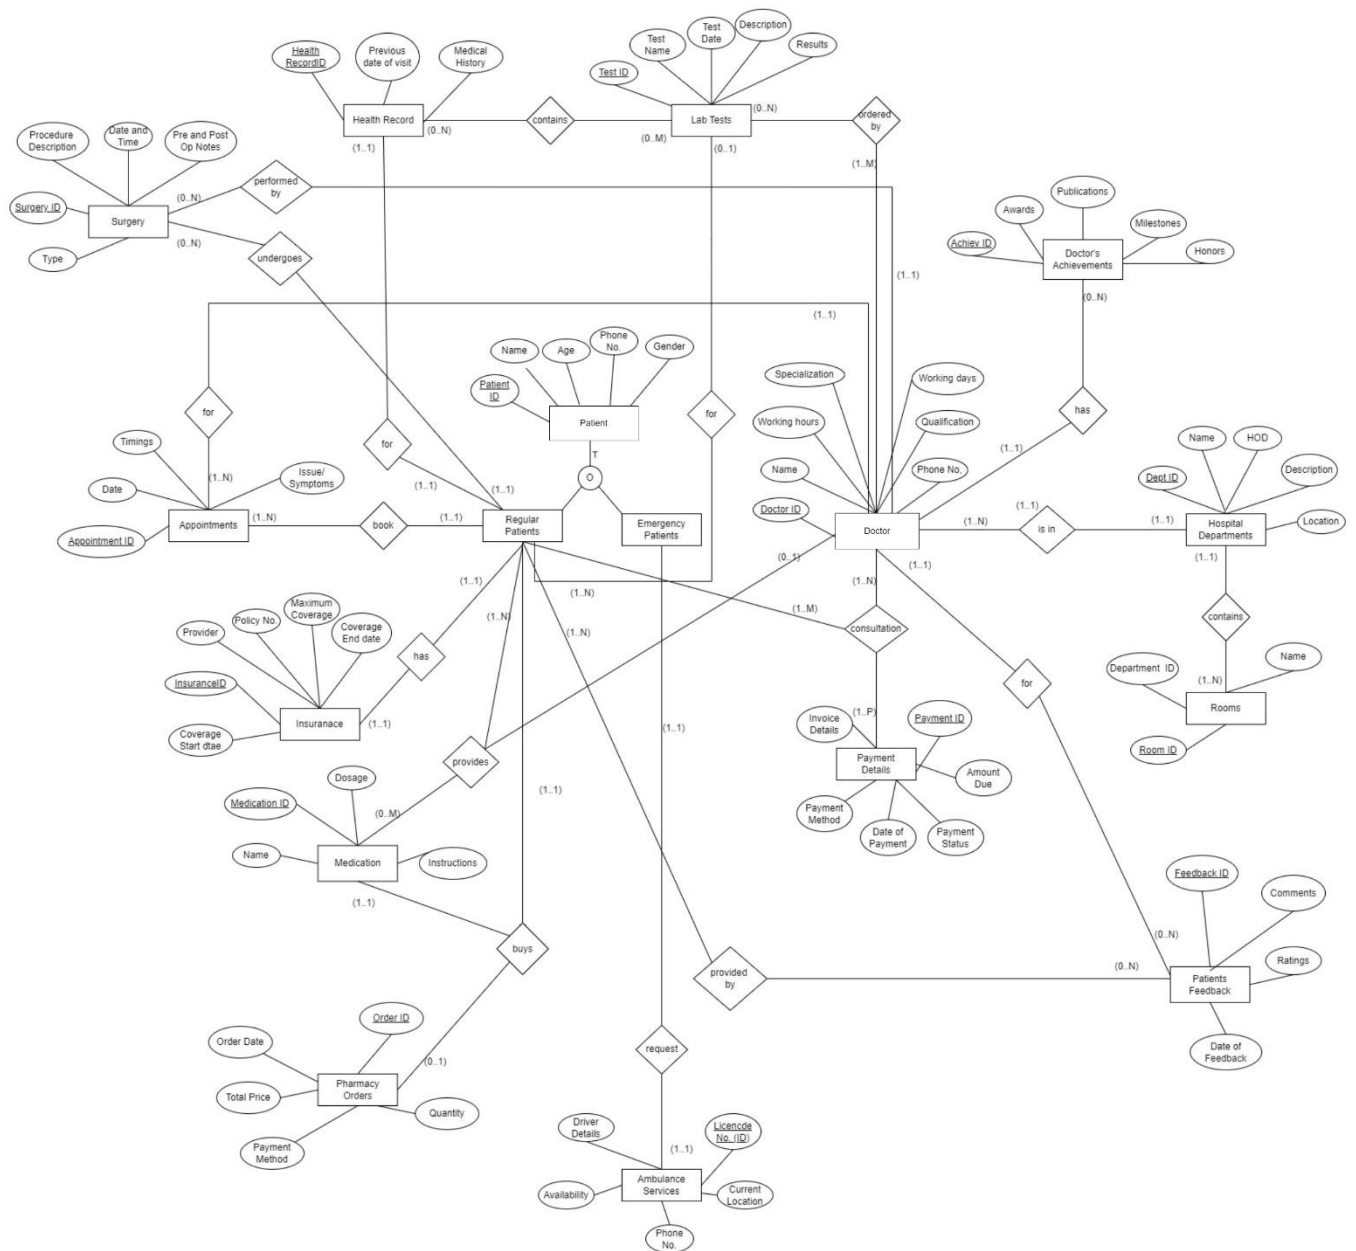 Health
RecordID
Previous
date of visit
Medical
History
Health Record
(0..N)
(1..1)
contains
Test ID
Test
Name
Test
Date
Description
Results
Lab Tests
(0..M)
(0..N)
(0..1)
ordered
by
(1..M)
Procedure
Description
Date and
Time
Pre and Post
Op Notes
Surgery ID
Type
Surgery
(0..N)
(0..N)
performed
by
(1..1)
undergoes
Achiev ID
Awards
Publications
Milestones
Honors
Doctor's
Achievements
(0..N)
has
(1..1)
(1..1)
for
(1..N)
Timings
Date
Appointment ID
Issue/
Symptoms
Appointments
(1..N)
book
(1..1)
for
(1..1)
(1..1)
Patient
ID
Name
Age
Phone
No.
Gender
Patient
T
O
Regular
Patients
Emergency
Patients
for
(1..N)
Specialization
Working days
Working hours
Qualification
Name
Phone No.
Doctor ID
Doctor
(0..1)
(1..N)
(1..1)
is in
(1..1)
(1..N)
(1..1)
Dept ID
Name
HOD
Description
Location
Hospital
Departments
(1..1)
contains
(1..N)
Department ID
Name
Room ID
Rooms
(1..1)
has
(1..1)
Provider
Policy No.
Maximum
Coverage
Coverage
End date
InsuranceID
Coverage
Start dtae
Insuranace
(1..N)
provides
(0..M)
Medication ID
Dosage
Name
Instructions
Medication
(1..1)
(1..1)
buys
(0..1)
Order Date
Order ID
Total Price
Payment
Method
Quantity
Pharmacy
Orders
(1..M)
consultation
(1..P)
Invoice
Details
Payment ID
Amount
Due
Payment
Method
Date of
Payment
Payment
Status
Payment
Details
for
(0..N)
(1..N)
provided
by
(0..N)
Feedback ID
Comments
Ratings
Date of
Feedback
Patients
Feedback
(1..1)
request
(1..1)
Driver
Details
Licencde
No. (ID)
Availability
Current
Location
Phone
No.
Ambulance
Services